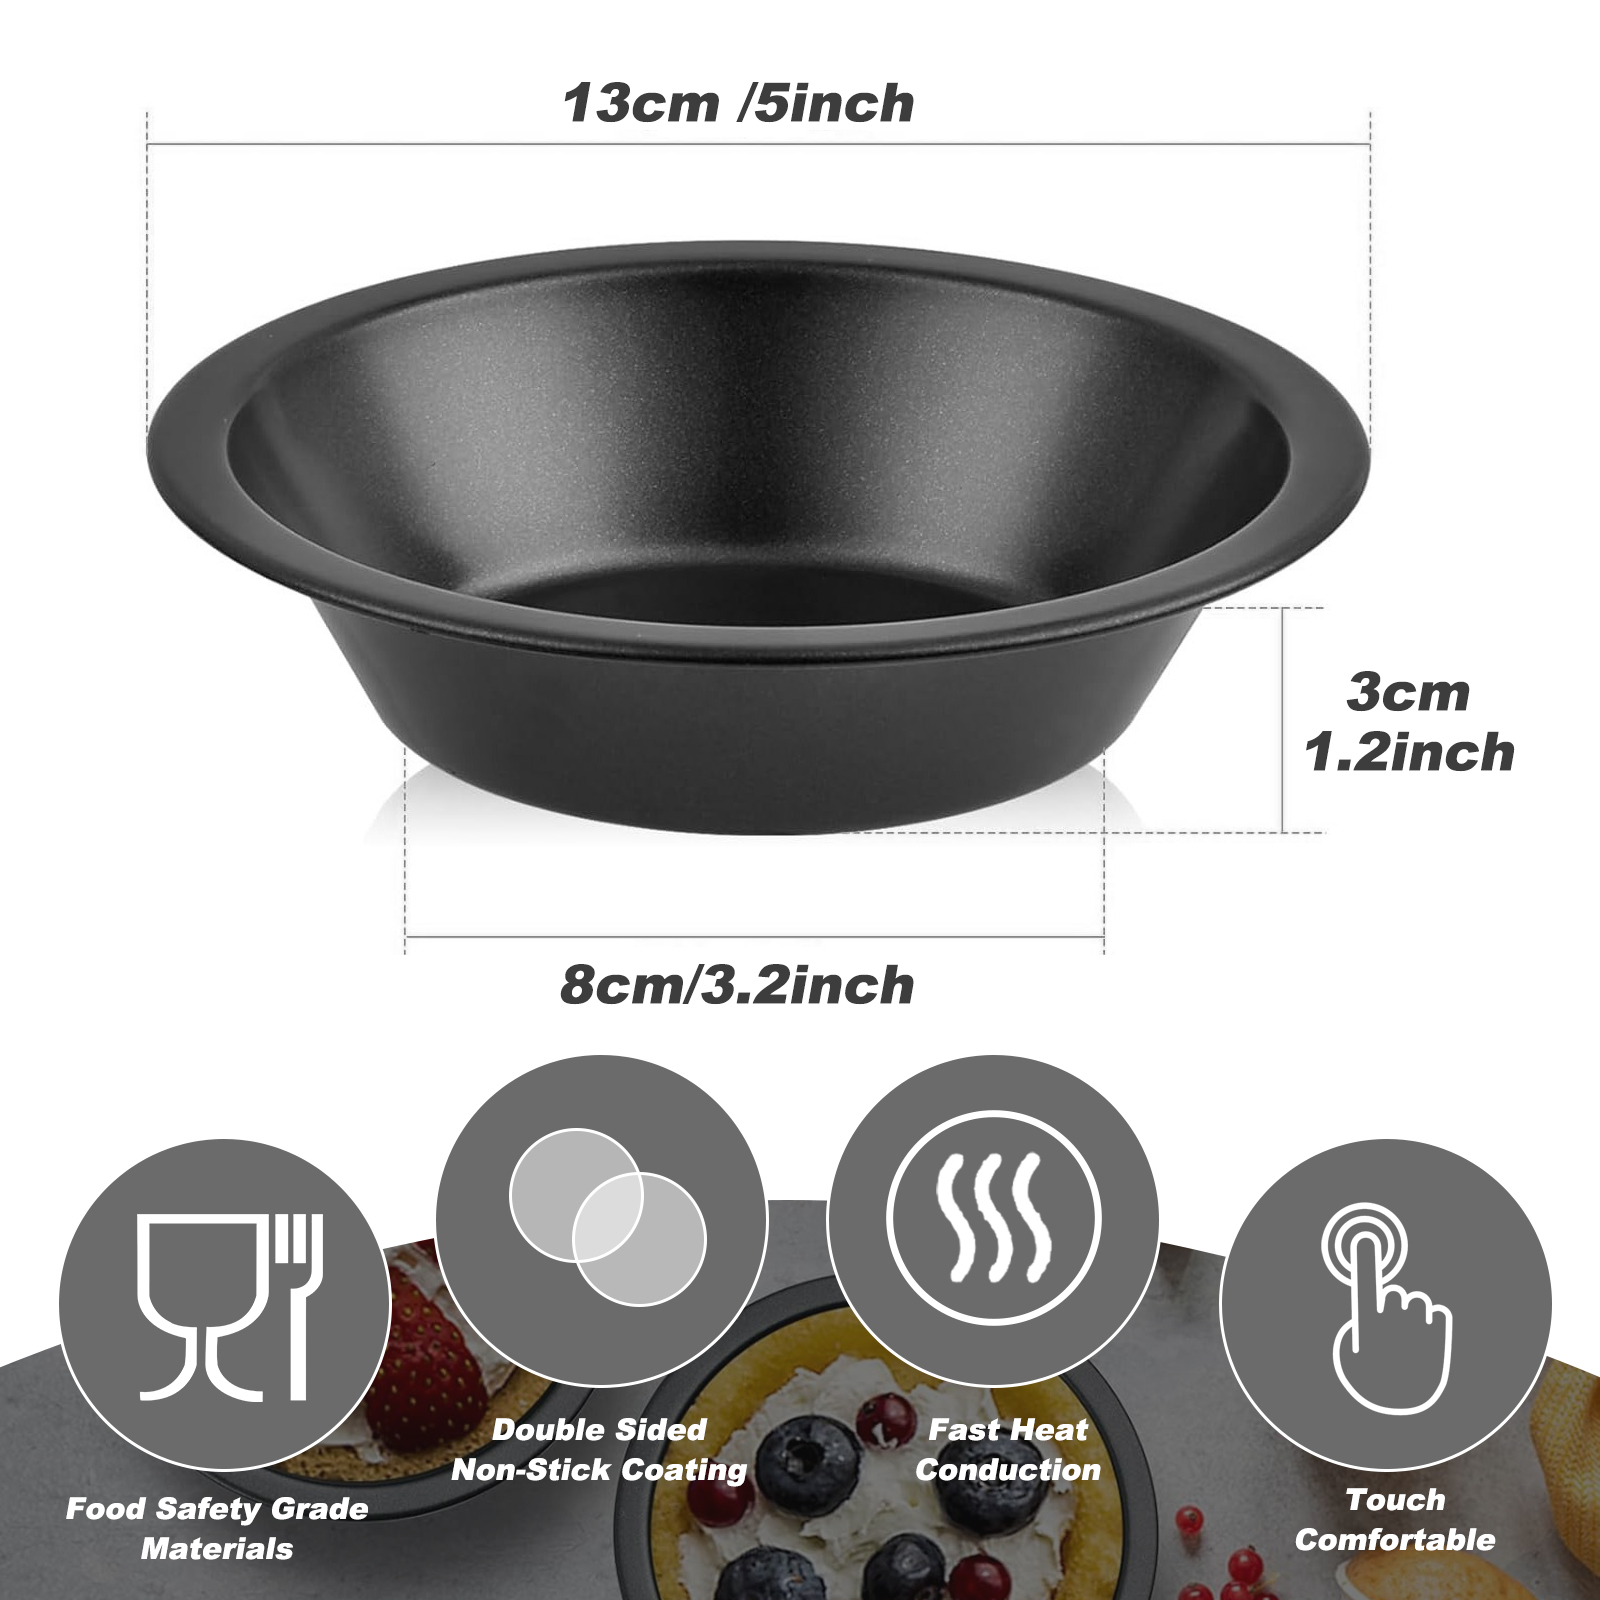 13cm /5inch
3cm
1.2inch
8cm/3.2inch
Double Sided
Non-Stick Coating
Fast Heat
Conduction
Food Safety Grade
Materials
Touch
Comfortable